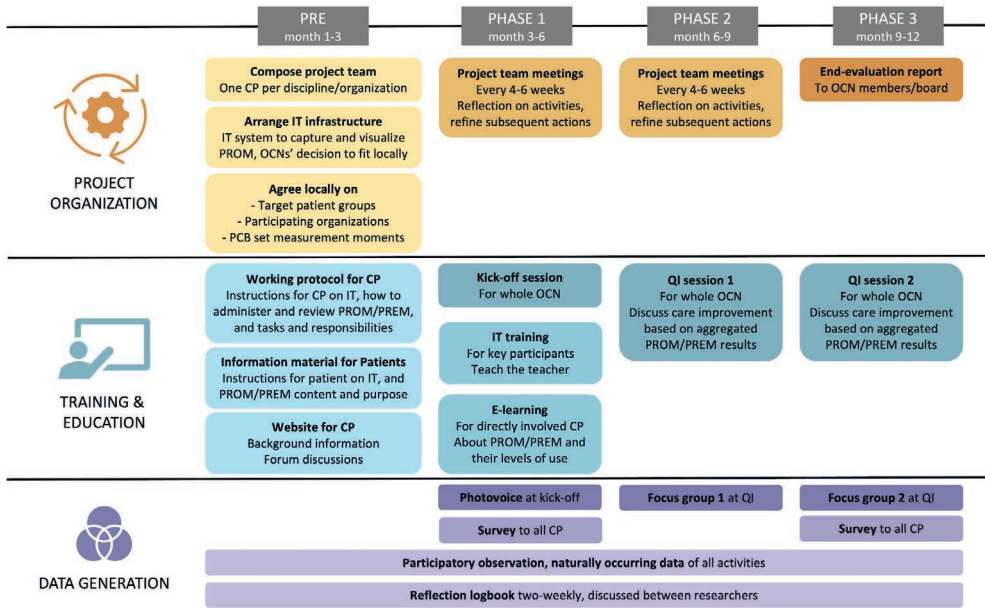 PRE
month 1-3
PHASE 1
month 3-6
PHASE 2
month 6-9
PHASE 3
month 9-12
PROJECT
ORGANIZATION
Compose project team
One CP per discipline/organization
Arrange IT infrastructure
IT system to capture and visualize
PROM, OCNs' decision to fit locally
Agree locally on
- Target patient groups
- Participating organizations
- PCB set measurement moments
Project team meetings
Every 4-6 weeks
Reflection on activities,
refine subsequent actions
Project team meetings
Every 4-6 weeks
Reflection on activities,
refine subsequent actions
End-evaluation report
To OCN members/board
TRAINING &
EDUCATION
Working protocol for CP
Instructions for CP on IT, how to
administer and review PROM/PREM,
and tasks and responsibilities
Information material for Patients
Instructions for patient on IT, and
PROM/PREM content and purpose
Website for CP
Background information
Forum discussions
Kick-off session
For whole OCN
IT training
For key participants
Teach the teacher
E-learning
For directly involved CP
About PROM/PREM and
their levels of use
QI session 1
For whole OCN
Discuss care improvement
based on aggregated
PROM/PREM results
QI session 2
For whole OCN
Discuss care improvement
based on aggregated
PROM/PREM results
DATA GENERATION
Photovoice at kick-off
Focus group 1 at QI
Focus group 2 at QI
Survey to all CP
Survey to all CP
Participatory observation, naturally occurring data of all activities
Reflection logbook two-weekly, discussed between researchers